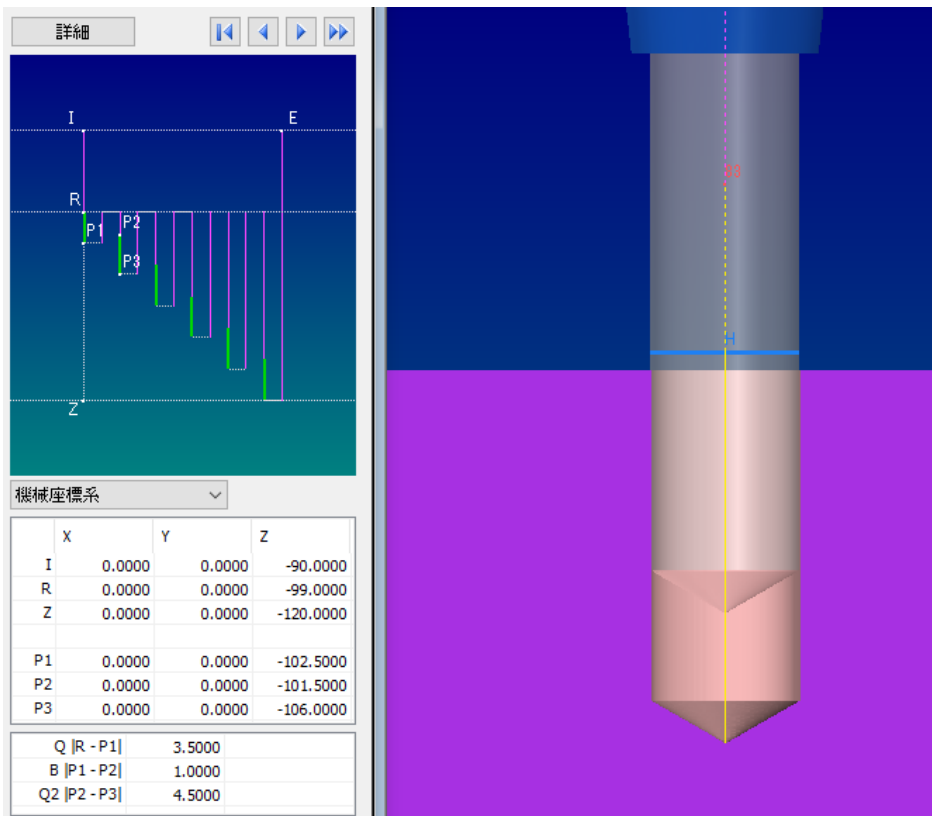 詳細
I
E
R
P1
P2
P3
Z
H
機械座標系
X Y Z
I 0.0000 0.0000 -90.0000
R 0.0000 0.0000 -99.0000
Z 0.0000 0.0000 -120.0000
P1 0.0000 0.0000 -102.5000
P2 0.0000 0.0000 -101.5000
P3 0.0000 0.0000 -106.0000
Q |R - P1| 3.5000
B |P1 - P2| 1.0000
Q2 |P2 - P3| 4.5000